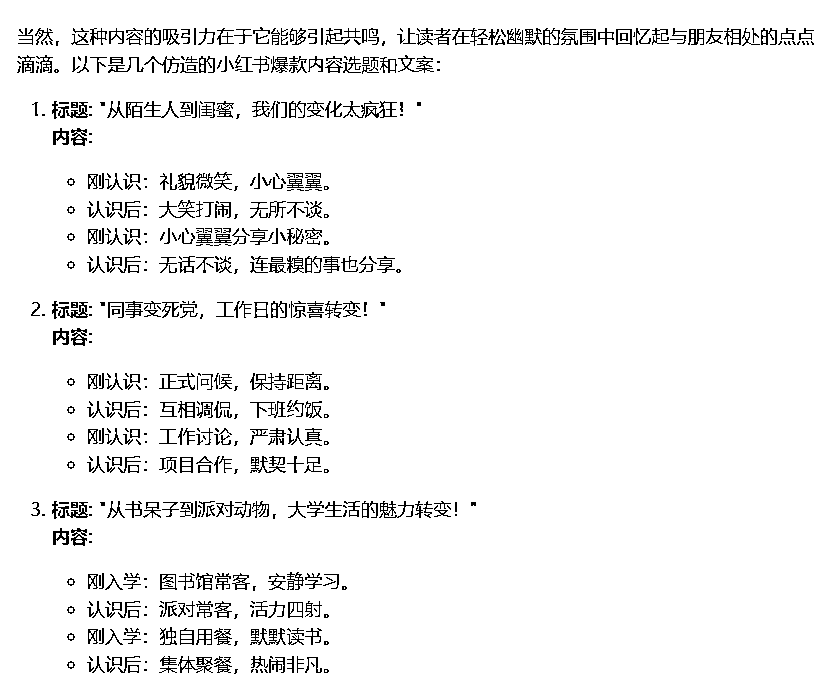 当然，这种内容的吸引力在于它能够引起共鸣，让读者在轻松幽默的氛围中回忆起与朋友相处的点点
滴滴。以下是几个仿造的小红书爆款内容选题和文案：
1. 标题: "从陌生人到闺蜜，我们的变化太疯狂！"
内容:
○ 刚认识：礼貌微笑，小心翼翼。
○ 认识后：大笑打闹，无所不谈。
○ 刚认识：小心翼翼分享小秘密。
○ 认识后：无话不谈，连最糗的事也分享。
2. 标题: "同事变死党，工作日的惊喜转变！"
内容:
○ 刚认识：正式问候，保持距离。
○ 认识后：互相调侃，下班约饭。
○ 刚认识：工作讨论，严肃认真。
○ 认识后：项目合作，默契十足。
3. 标题: "从书呆子到派对动物，大学生活的魅力转变！"
内容:
○ 刚入学：图书馆常客，安静学习。
○ 认识后：派对常客，活力四射。
○ 刚入学：独自用餐，默默读书。
○ 认识后：集体聚餐，热闹非凡。